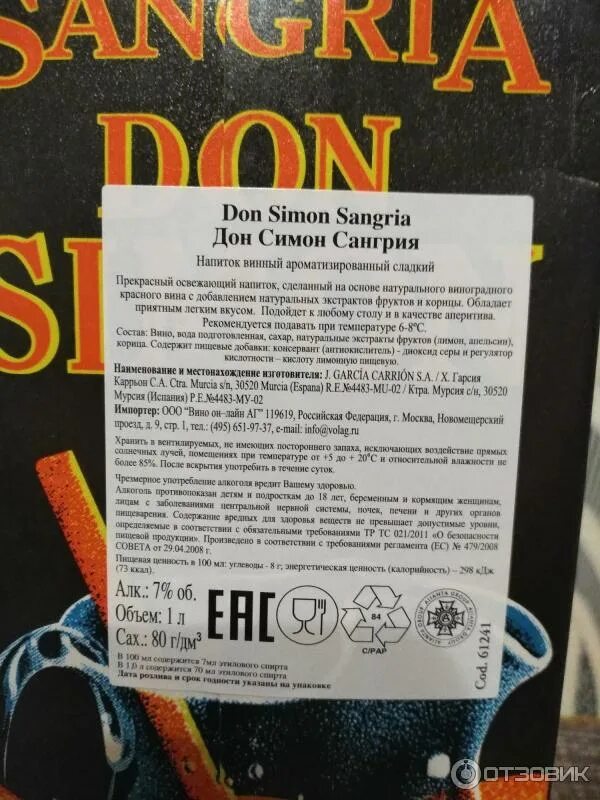 SANGRIA
DON
Don Simon Sangria
Дон Симон Сангрия
Напиток винный ароматизированный сладкий
Прекрасный освежающий напиток, сделанный на основе натурального виноградного
красного вина с добавлением натуральных экстрактов фруктов и корицы. Обладает
приятным легким вкусом. Подойдет к любому столу и в качестве аперитива.
Рекомендуется подавать при температуре 6-8ºС.
Состав: Вино, вода подготовленная, сахар, натуральные экстракты фруктов (лимон, апельсин),
корица. Содержит пищевые добавки: консервант (антиокислитель) - диоксид серы и регулятор
кислотности – кислоту лимонную пищевую.
Наименование и местонахождение изготовителя: J. GARCÍA CARRIÓN S.A. / Х. Гарсия
Каррьон С.А. Ctra. Murcia s/n, 30520 Murcia (Espana) R.E.№4483-MU-02 / Ктра. Мурсия с/н, 30520
Мурсия (Испания) Р.Е.№4483-МУ-02
Импортер: ООО "Вино он–лайн АГ" 119619, Российская Федерация, г. Москва, Новомещерский
проезд, д. 9, стр. 1, тел.: (495) 651-97-37, e-mail: info@volag.ru
Хранить в вентилируемых, не имеющих постороннего запаха, исключающих воздействие прямых
солнечных лучей, помещениях при температуре от +5 до + 20°С и относительной влажности не
более 85%. После вскрытия употребить в течение суток.
Чрезмерное употребление алкоголя вредит Вашему здоровью.
Алкоголь противопоказан детям и подросткам до 18 лет, беременным и кормящим женщинам,
лицам с заболеваниями центральной нервной системы, почек, печени и других органов
пищеварения. Содержание вредных для здоровья веществ не превышает допустимые уровни,
определяемые в соответствии с обязательными требованиями ТР ТС 021/2011 «О безопасности
пищевой продукции». Произведено в соответствии с требованиями регламента (ЕС) № 479/2008
СОВЕТА от 29.04.2008 г.
Пищевая ценность в 100 мл: углеводы - 8 г; энергетическая ценность (калорийность) – 298 кДж
(73 ккал).
Алк.: 7% об.
Объем: 1 л
Сах.: 80 г/дм³
EAC
84
C/PAP
ALIANTA GROUP
Cod. 61241
В 100 мл содержится 7мл этилового спирта
В 1,0 л содержится 70 мл этилового спирта
Дата розлива и срок годности указаны на упаковке
ОТЗОВИК